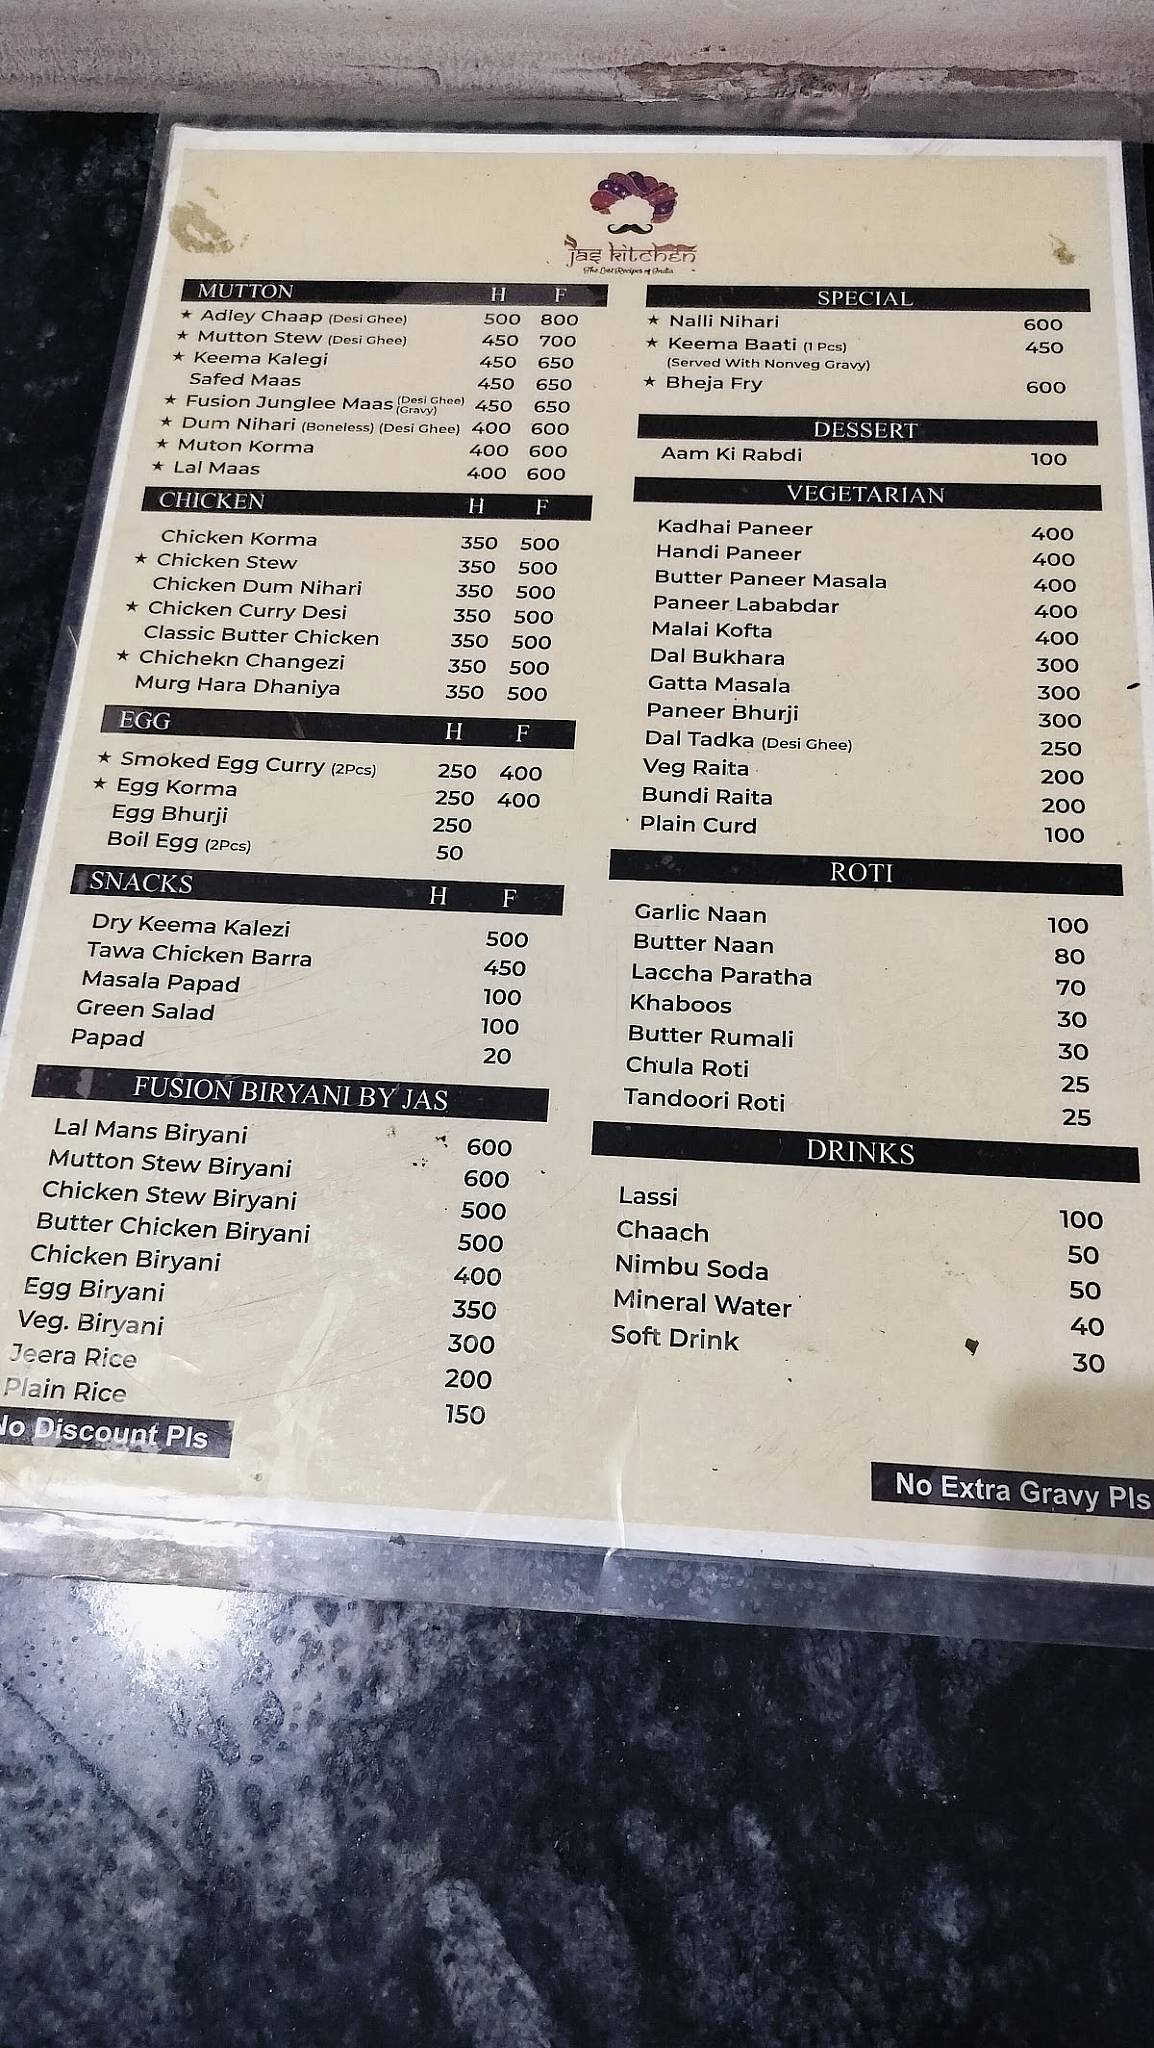 jas kitchen
The Lost Recipes of India
MUTTON H F
★ Adley Chaap (Desi Ghee) 500 800
★ Mutton Stew (Desi Ghee) 450 700
★ Keema Kalegi 450 650
Safed Maas 450 650
★ Fusion Junglee Maas (Desi Ghee) (Gravy) 450 650
★ Dum Nihari (Boneless) (Desi Ghee) 400 600
★ Muton Korma 400 600
★ Lal Maas 400 600
CHICKEN H F
Chicken Korma 350 500
★ Chicken Stew 350 500
Chicken Dum Nihari 350 500
★ Chicken Curry Desi 350 500
Classic Butter Chicken 350 500
★ Chichekn Changezi 350 500
Murg Hara Dhaniya 350 500
EGG H F
★ Smoked Egg Curry (2Pcs) 250 400
★ Egg Korma 250 400
Egg Bhurji 250
Boil Egg (2Pcs) 50
SNACKS H F
Dry Keema Kalezi 500
Tawa Chicken Barra 450
Masala Papad 100
Green Salad 100
Papad 20
FUSION BIRYANI BY JAS
Lal Mans Biryani 600
Mutton Stew Biryani 600
Chicken Stew Biryani 500
Butter Chicken Biryani 500
Chicken Biryani 400
Egg Biryani 350
Veg. Biryani 300
Jeera Rice 200
Plain Rice 150
No Discount Pls
SPECIAL
★ Nalli Nihari 600
★ Keema Baati (1 Pcs) 450
(Served With Nonveg Gravy)
★ Bheja Fry 600
DESSERT
Aam Ki Rabdi 100
VEGETARIAN
Kadhai Paneer 400
Handi Paneer 400
Butter Paneer Masala 400
Paneer Lababdar 400
Malai Kofta 400
Dal Bukhara 300
Gatta Masala 300
Paneer Bhurji 300
Dal Tadka (Desi Ghee) 250
Veg Raita 200
Bundi Raita 200
Plain Curd 100
ROTI
Garlic Naan 100
Butter Naan 80
Laccha Paratha 70
Khaboos 30
Butter Rumali 30
Chula Roti 25
Tandoori Roti 25
DRINKS
Lassi 100
Chaach 50
Nimbu Soda 50
Mineral Water 40
Soft Drink 30
No Extra Gravy Pls